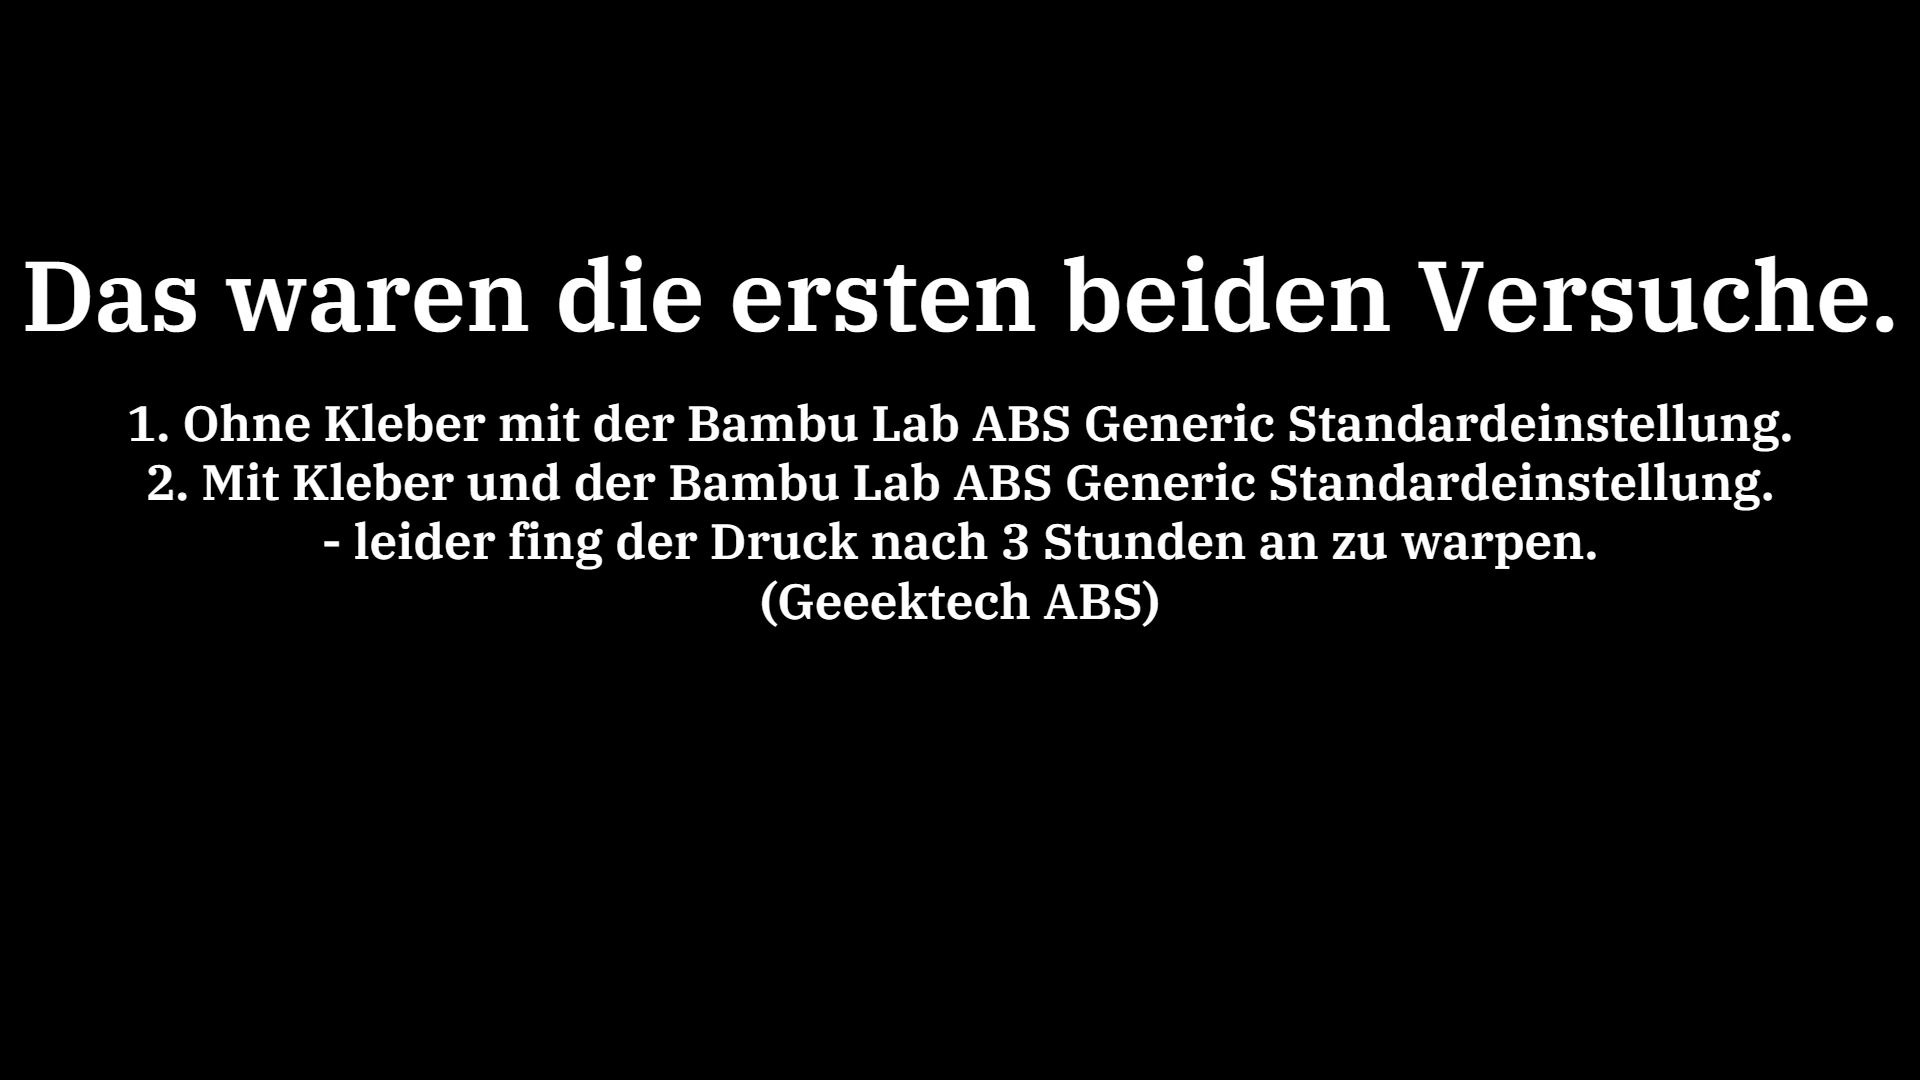 Das waren die ersten beiden Versuche.
1. Ohne Kleber mit der Bambu Lab ABS Generic Standardeinstellung.
2. Mit Kleber und der Bambu Lab ABS Generic Standardeinstellung.
- leider fing der Druck nach 3 Stunden an zu warpen.
(Geeektech ABS)